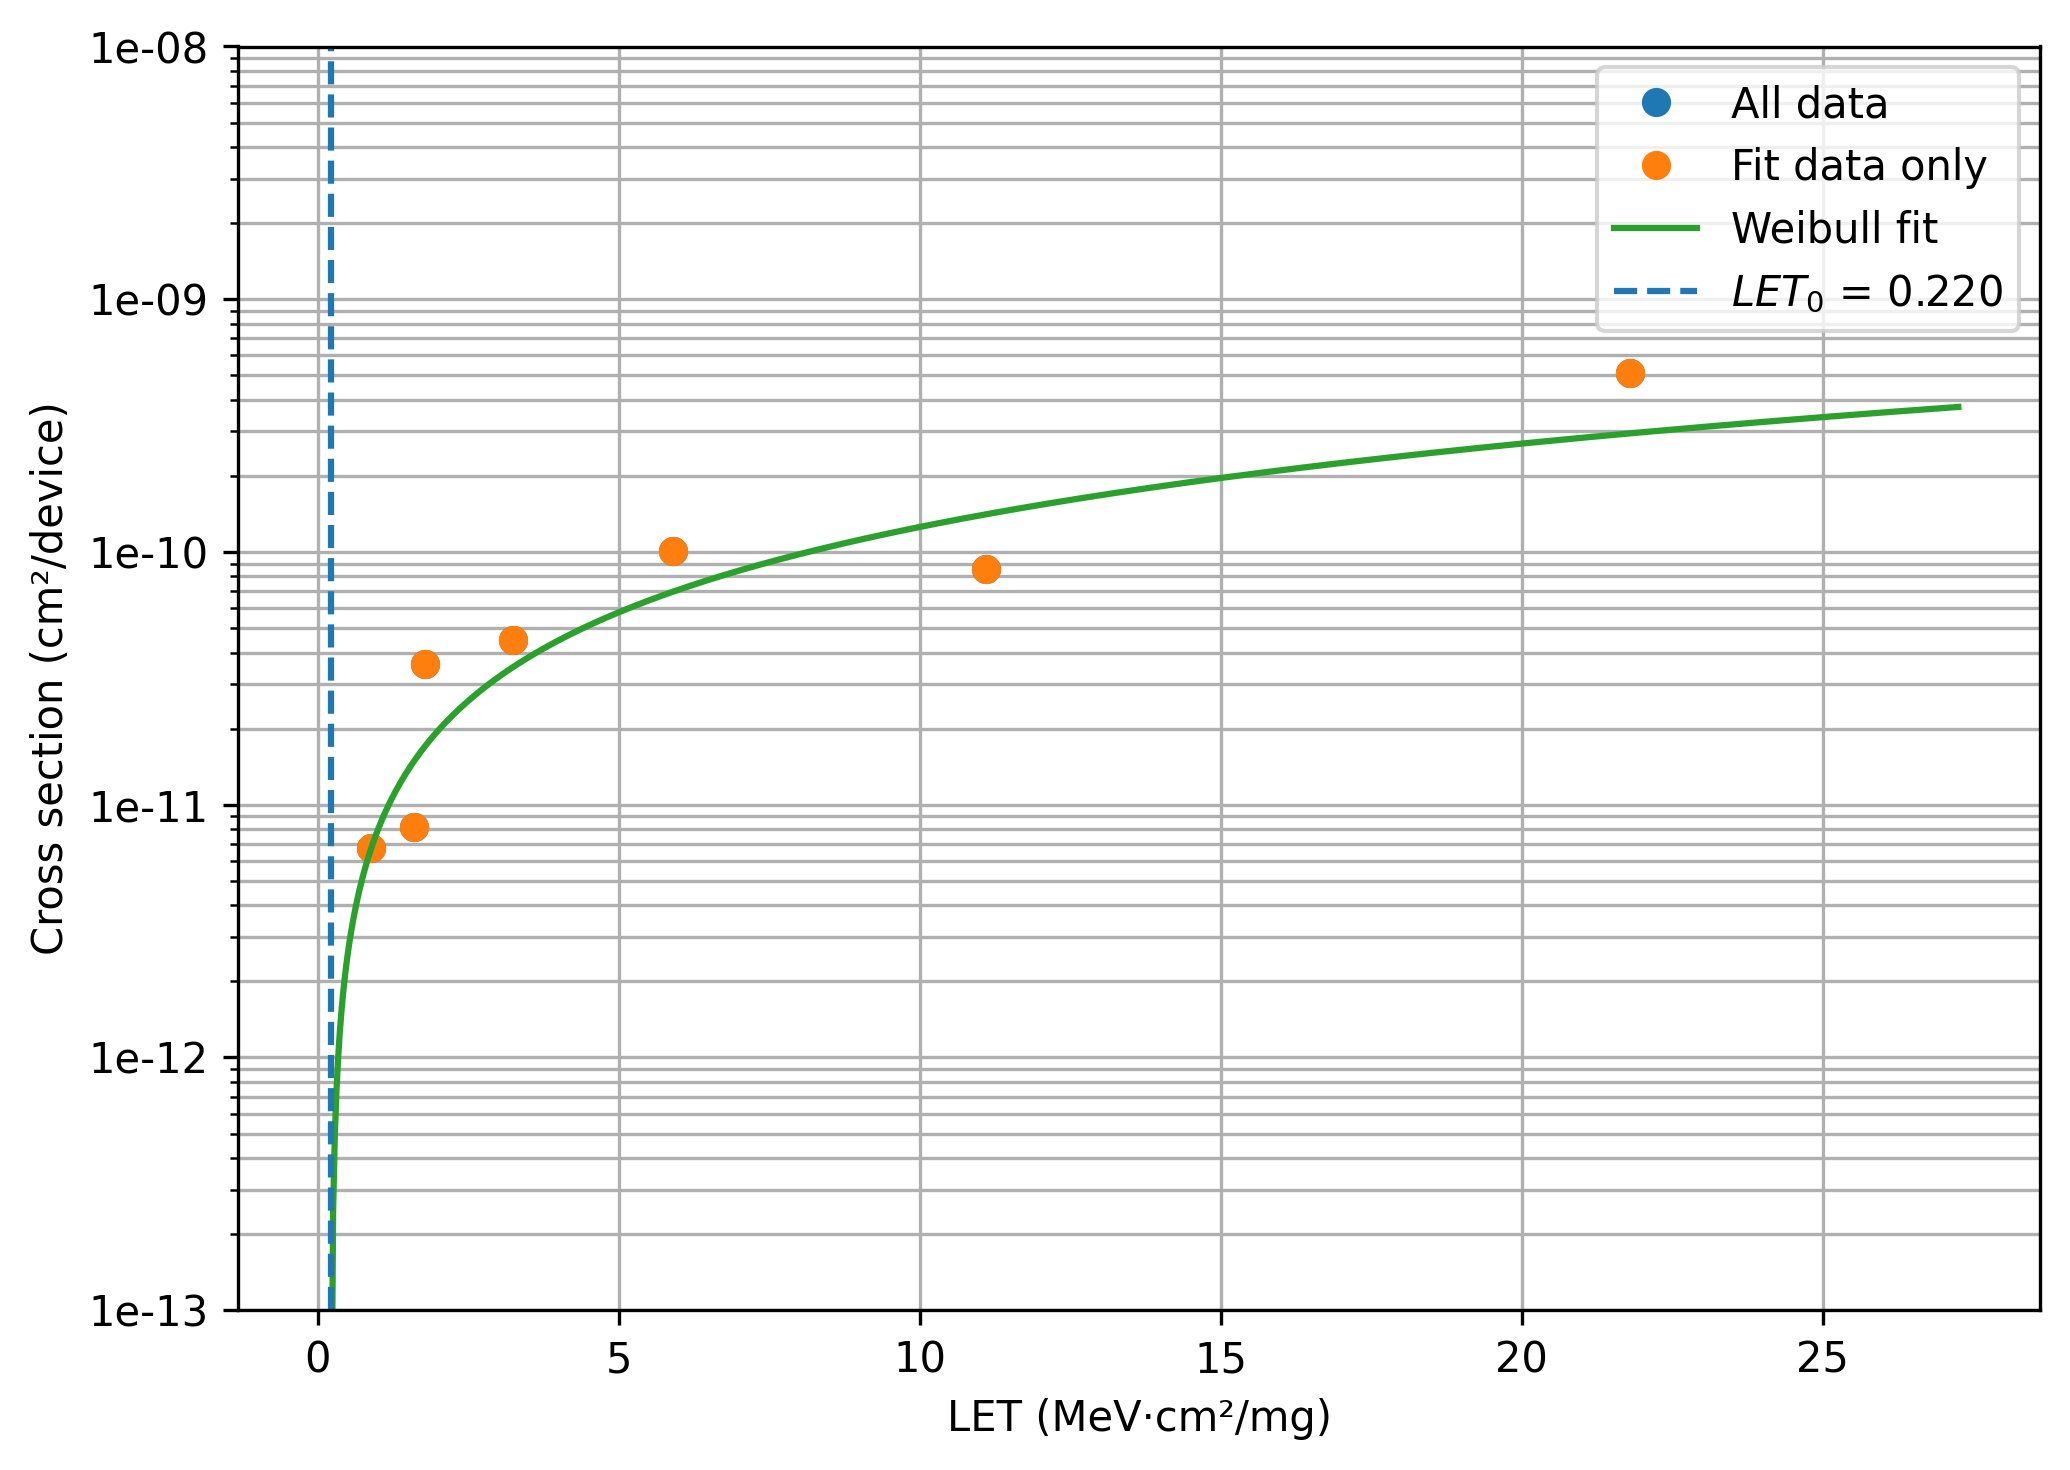 1e-08
1e-09
1e-10
1e-11
1e-12
1e-13
Cross section (cm²/device)
All data
Fit data only
Weibull fit
LET₀ = 0.220
0 5 10 15 20 25
LET (MeV·cm²/mg)